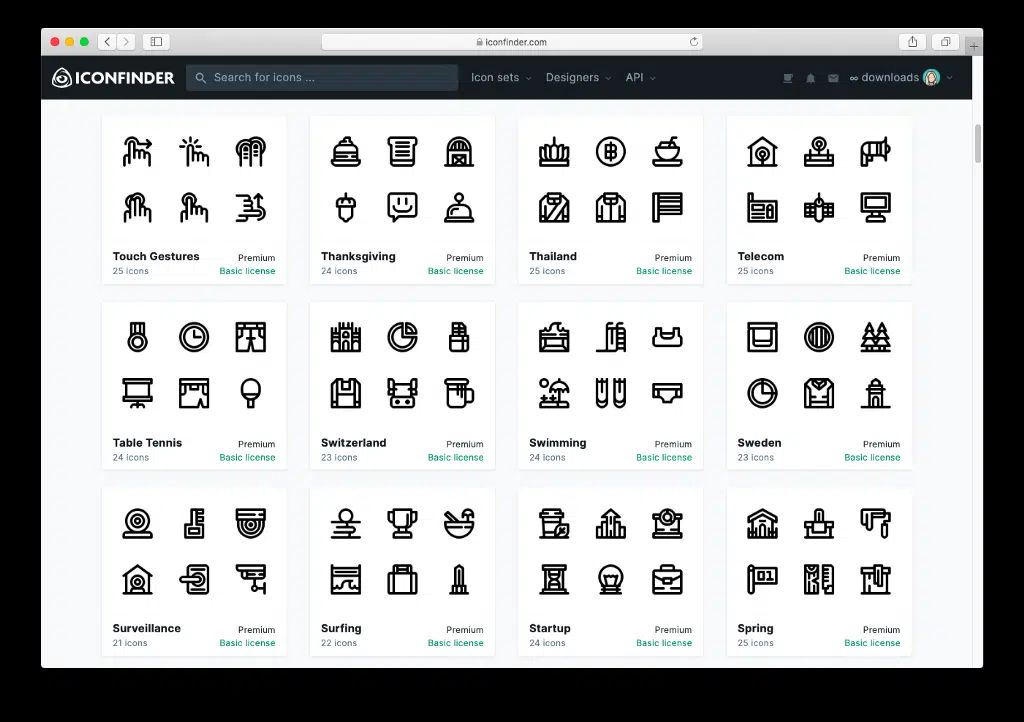 iconfinder.com
ICONFINDER
Search for icons ...
Icon sets
Designers
API
∞ downloads
Touch Gestures Premium
25 icons Basic license
Thanksgiving Premium
24 icons Basic license
Thailand Premium
25 icons Basic license
Telecom Premium
25 icons Basic license
Table Tennis Premium
24 icons Basic license
Switzerland Premium
23 icons Basic license
Swimming Premium
24 icons Basic license
Sweden Premium
23 icons Basic license
01
Surveillance Premium
21 icons Basic license
Surfing Premium
22 icons Basic license
Startup Premium
24 icons Basic license
Spring Premium
25 icons Basic license